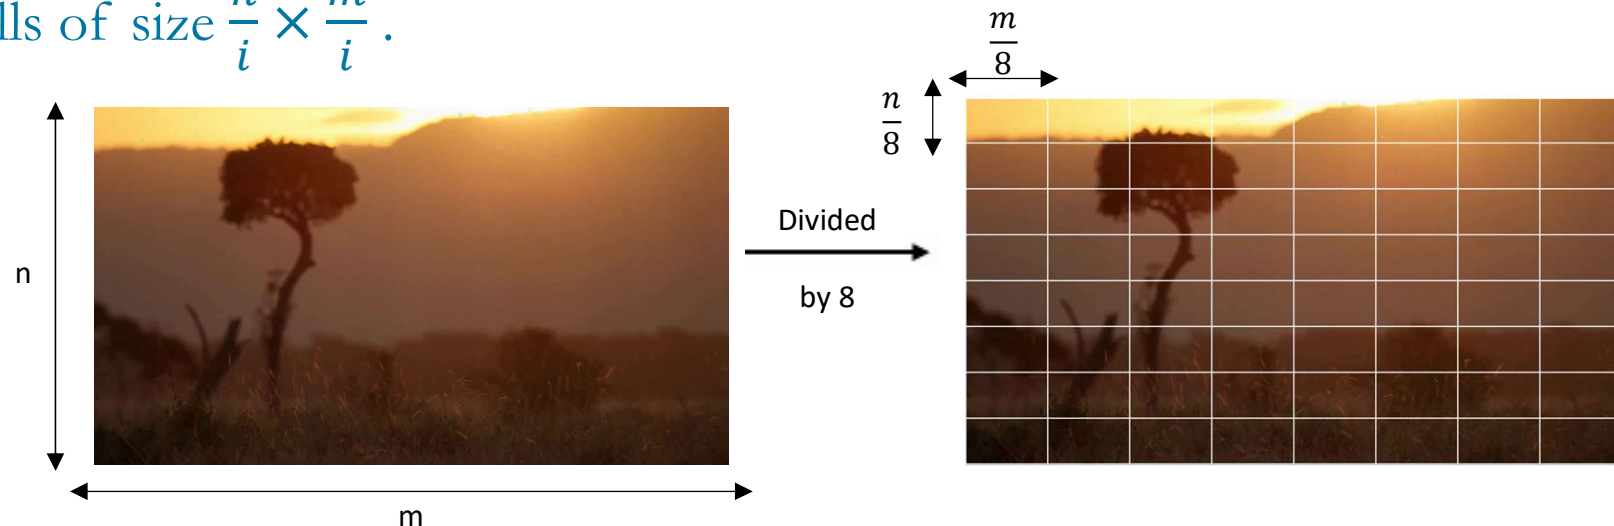 lls of size n/i × m/i .
m/8
n/8
n
Divided
by 8
m